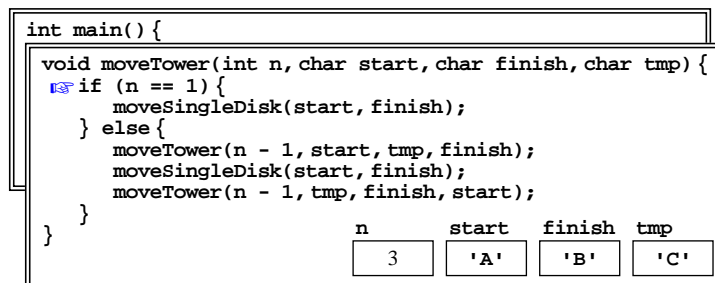 int main() {
void moveTower(int n, char start, char finish, char tmp) {
☞ if (n == 1) {
moveSingleDisk(start, finish);
} else {
moveTower(n - 1, start, tmp, finish);
moveSingleDisk(start, finish);
moveTower(n - 1, tmp, finish, start);
}
}
n start finish tmp
3 'A' 'B' 'C'